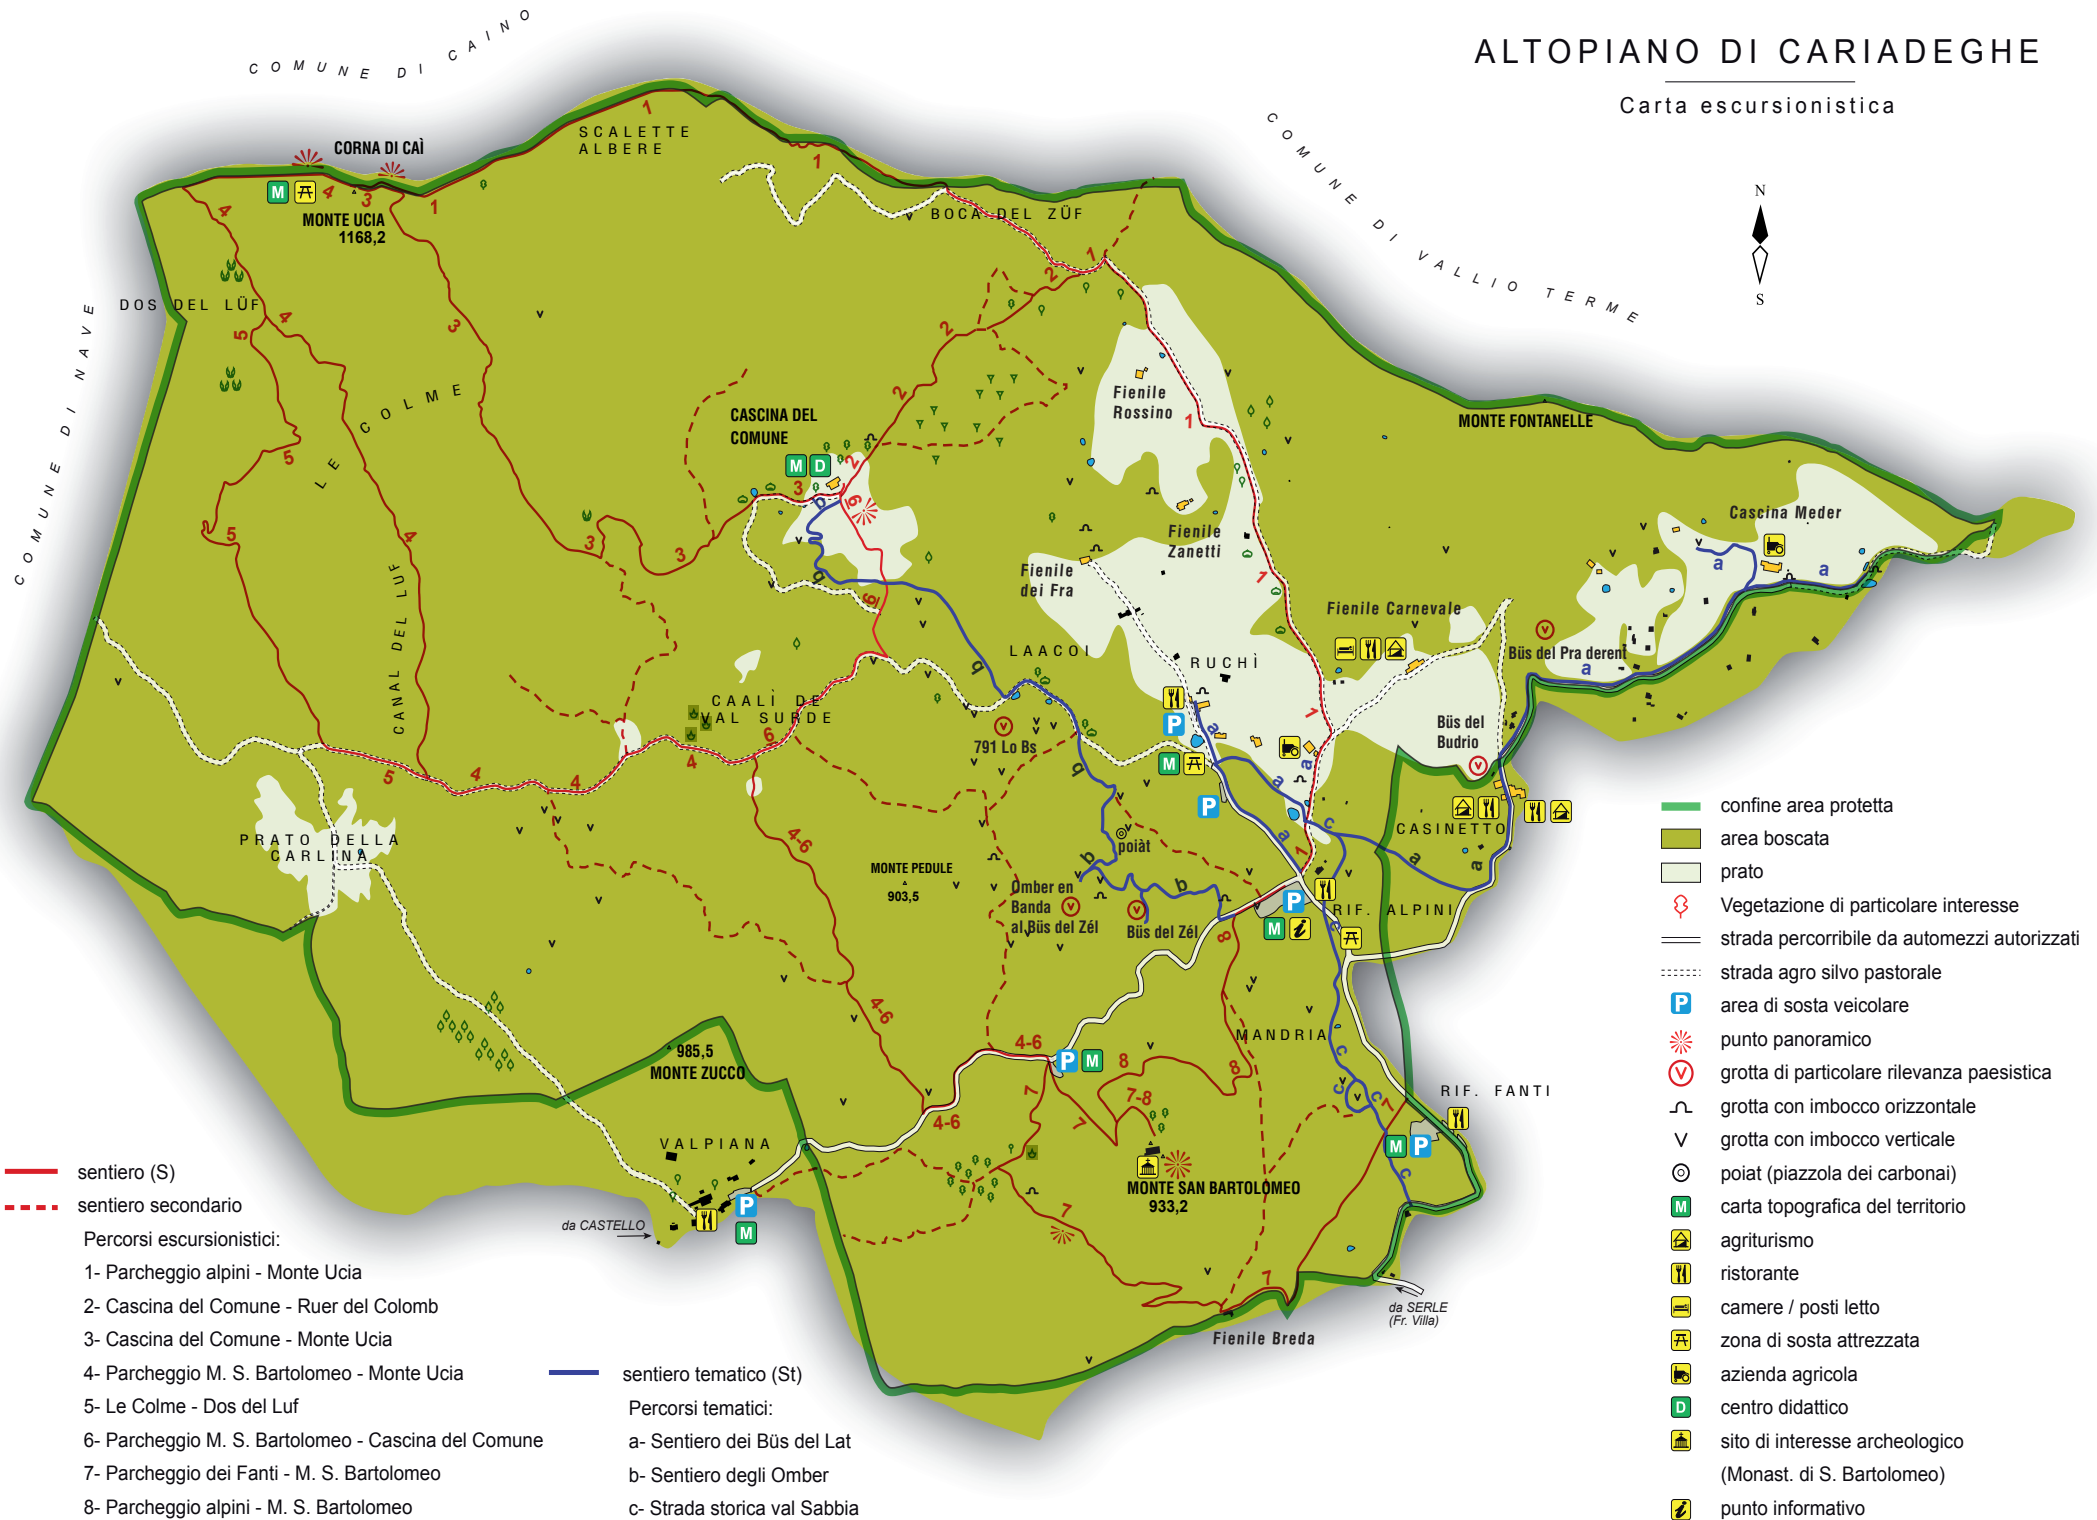 ALTOPIANO DI CARIADEGHE
Carta escursionistica
COMUNE DI CAINO
COMUNE DI VALLIO TERME
COMUNE DI NAVE
N
S
SCALETTE
ALBERE
CORNA DI CAÌ
MONTE UCIA
1168,2
BOCA DEL ZÜF
DOS DEL LÜF
LE COLME
CANAL DEL LUF
CASCINA DEL
COMUNE
Fienile
Rossino
Fienile
Zanetti
Fienile
dei Fra
MONTE FONTANELLE
Cascina Meder
Fienile Carnevale
Büs del Pra derent
LAACOI
RUCHÌ
CAALÌ DE
VAL SURDE
791 Lo Bs
Büs del
Budrio
CASINETTO
PRATO DELLA
CARLINA
MONTE PEDULE
903,5
poiàt
Omber en
Banda
al Büs del Zél
Büs del Zél
RIF. ALPINI
MANDRIA
RIF. FANTI
985,5
MONTE ZUCCO
VALPIANA
da CASTELLO
MONTE SAN BARTOLOMEO
933,2
da SERLE
(Fr. Villa)
Fienile Breda
confine area protetta
area boscata
prato
Vegetazione di particolare interesse
strada percorribile da automezzi autorizzati
strada agro silvo pastorale
P area di sosta veicolare
punto panoramico
V grotta di particolare rilevanza paesistica
grotta con imbocco orizzontale
V grotta con imbocco verticale
poiat (piazzola dei carbonai)
M carta topografica del territorio
agriturismo
ristorante
camere / posti letto
zona di sosta attrezzata
azienda agricola
D centro didattico
sito di interesse archeologico
(Monast. di S. Bartolomeo)
i punto informativo
sentiero (S)
sentiero secondario
Percorsi escursionistici:
1- Parcheggio alpini - Monte Ucia
2- Cascina del Comune - Ruer del Colomb
3- Cascina del Comune - Monte Ucia
4- Parcheggio M. S. Bartolomeo - Monte Ucia
5- Le Colme - Dos del Luf
6- Parcheggio M. S. Bartolomeo - Cascina del Comune
7- Parcheggio dei Fanti - M. S. Bartolomeo
8- Parcheggio alpini - M. S. Bartolomeo
sentiero tematico (St)
Percorsi tematici:
a- Sentiero dei Büs del Lat
b- Sentiero degli Omber
c- Strada storica val Sabbia